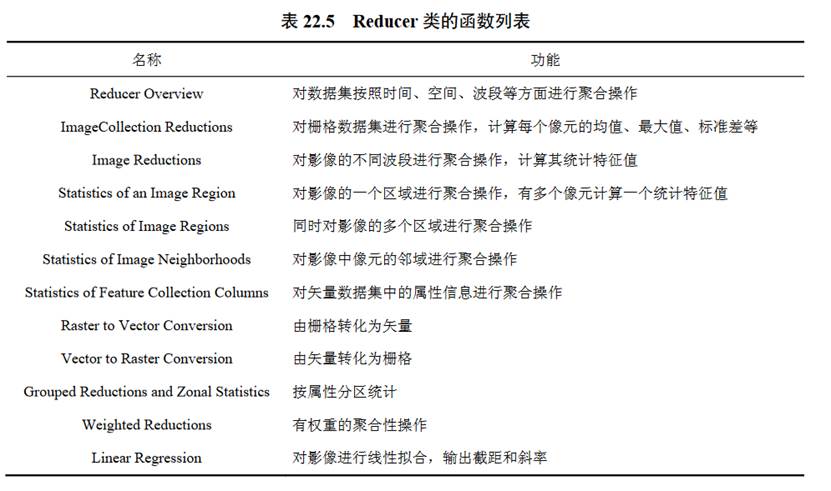 表 22.5 Reducer 类的函数列表
名称 功能
Reducer Overview 对数据集按照时间、空间、波段等方面进行聚合操作
ImageCollection Reductions 对栅格数据集进行聚合操作，计算每个像元的均值、最大值、标准差等
Image Reductions 对影像的不同波段进行聚合操作，计算其统计特征值
Statistics of an Image Region 对影像的一个区域进行聚合操作，有多个像元计算一个统计特征值
Statistics of Image Regions 同时对影像的多个区域进行聚合操作
Statistics of Image Neighborhoods 对影像中像元的邻域进行聚合操作
Statistics of Feature Collection Columns 对矢量数据集中的属性信息进行聚合操作
Raster to Vector Conversion 由栅格转化为矢量
Vector to Raster Conversion 由矢量转化为栅格
Grouped Reductions and Zonal Statistics 按属性分区统计
Weighted Reductions 有权重的聚合性操作
Linear Regression 对影像进行线性拟合，输出截距和斜率